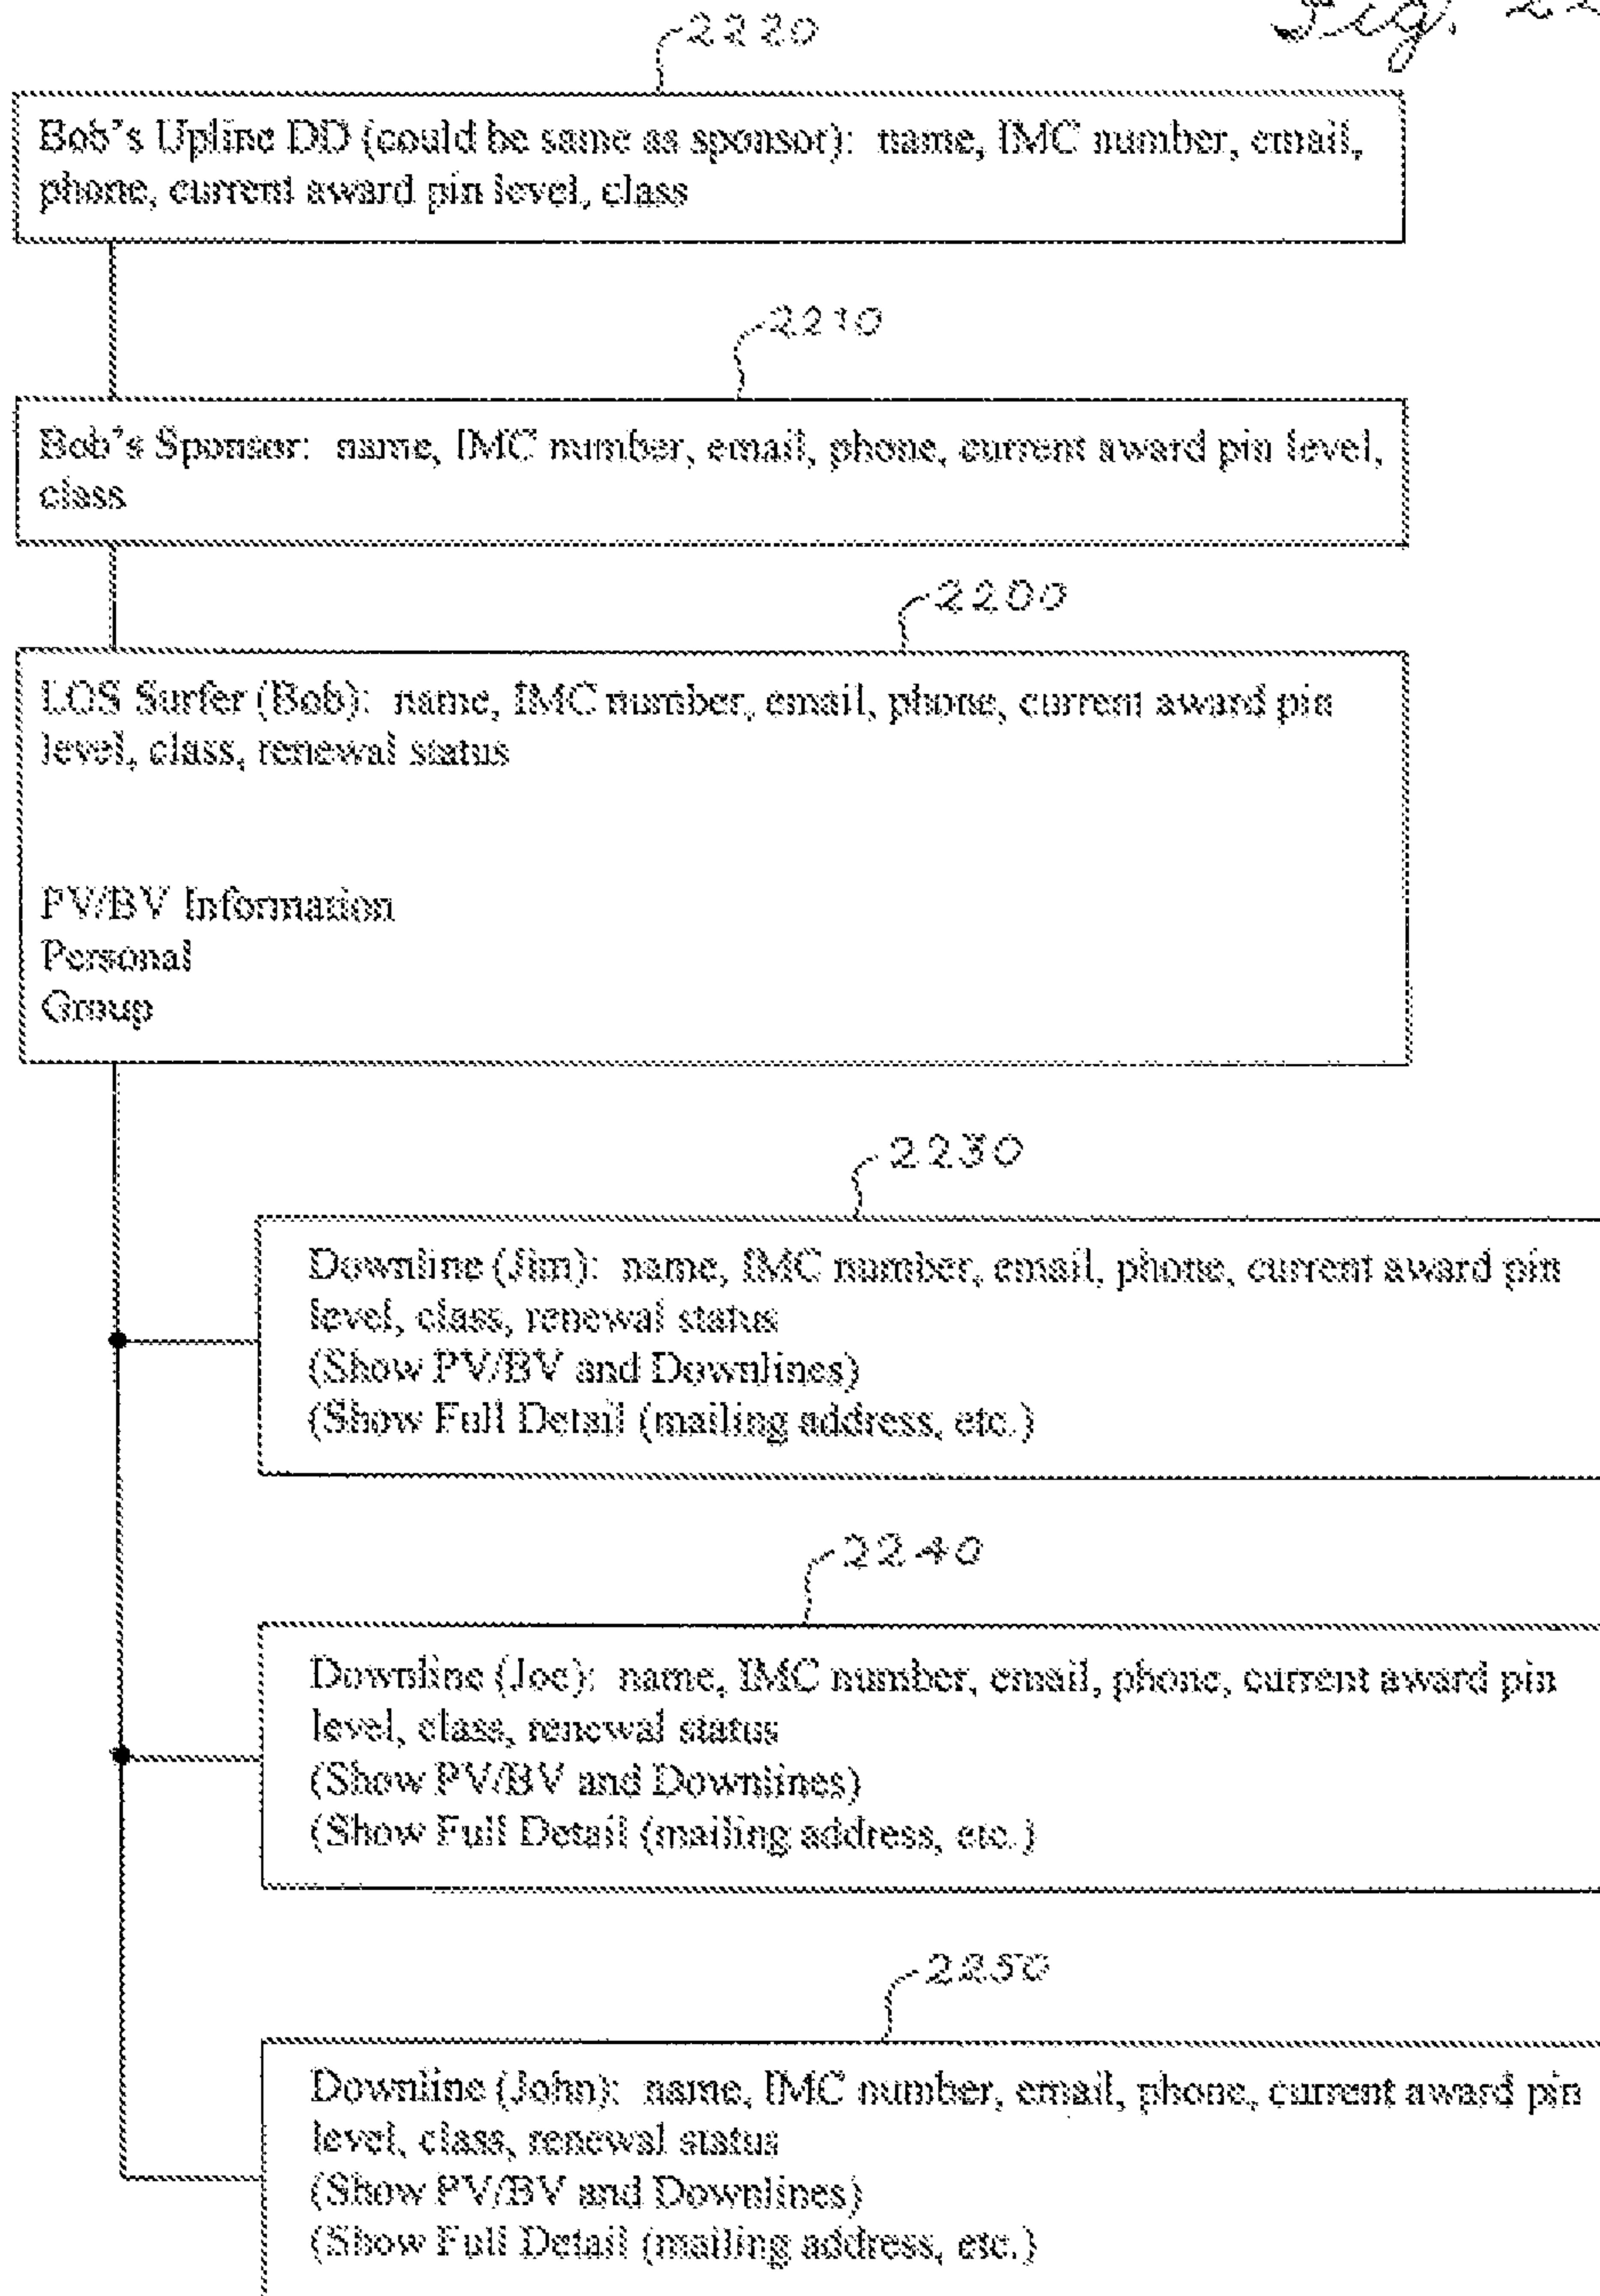 Fig. 22
2220
Bob's Upline DD (could be same as sponsor): name, IMC number, email,
phone, current award pin level, class
2210
Bob's Sponsor: name, IMC number, email, phone, current award pin level,
class
2200
LOS Surfer (Bob): name, IMC number, email, phone, current award pin
level, class, renewal status
PV/BV Information
Personal
Group
2230
Downline (Jim): name, IMC number, email, phone, current award pin
level, class, renewal status
(Show PV/BV and Downlines)
(Show Full Detail (mailing address, etc.)
2240
Downline (Joe): name, IMC number, email, phone, current award pin
level, class, renewal status
(Show PV/BV and Downlines)
(Show Full Detail (mailing address, etc.)
2250
Downline (John): name, IMC number, email, phone, current award pin
level, class, renewal status
(Show PV/BV and Downlines)
(Show Full Detail (mailing address, etc.)